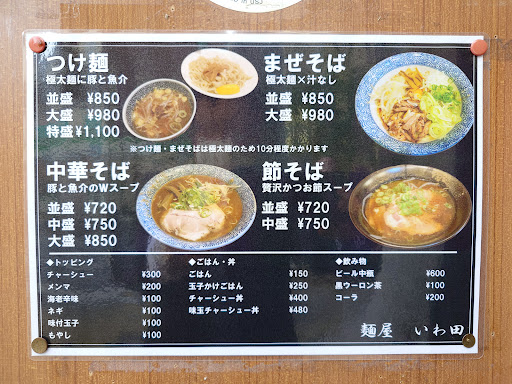 つけ麺
極太麺に豚と魚介
並盛 ¥850
大盛 ¥980
特盛 ¥1,100
まぜそば
極太麺×汁なし
並盛 ¥850
大盛 ¥980
※つけ麺・まぜそばは極太麺のため10分程度かかります
中華そば
豚と魚介のWスープ
並盛 ¥720
中盛 ¥750
大盛 ¥850
節そば
贅沢かつお節スープ
並盛 ¥720
中盛 ¥750
◆トッピング
チャーシュー ¥300
メンマ ¥200
海老辛味 ¥100
ネギ ¥100
味付玉子 ¥100
もやし ¥100
◆ごはん・丼
ごはん ¥150
玉子かけごはん ¥250
チャーシュー丼 ¥400
味玉チャーシュー丼 ¥480
◆飲み物
ビール中瓶 ¥600
黒ウーロン茶 ¥100
コーラ ¥200
麺屋 いわ田